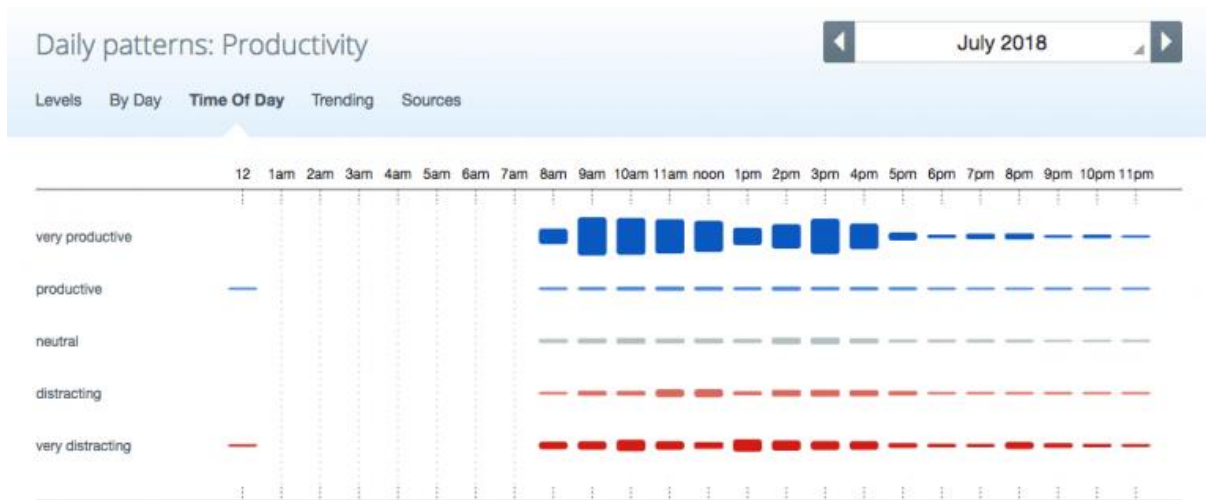 Daily patterns: Productivity
July 2018
Levels By Day Time Of Day Trending Sources
12 1am 2am 3am 4am 5am 6am 7am 8am 9am 10am 11am noon 1pm 2pm 3pm 4pm 5pm 6pm 7pm 8pm 9pm 10pm 11pm
very productive
productive
neutral
distracting
very distracting